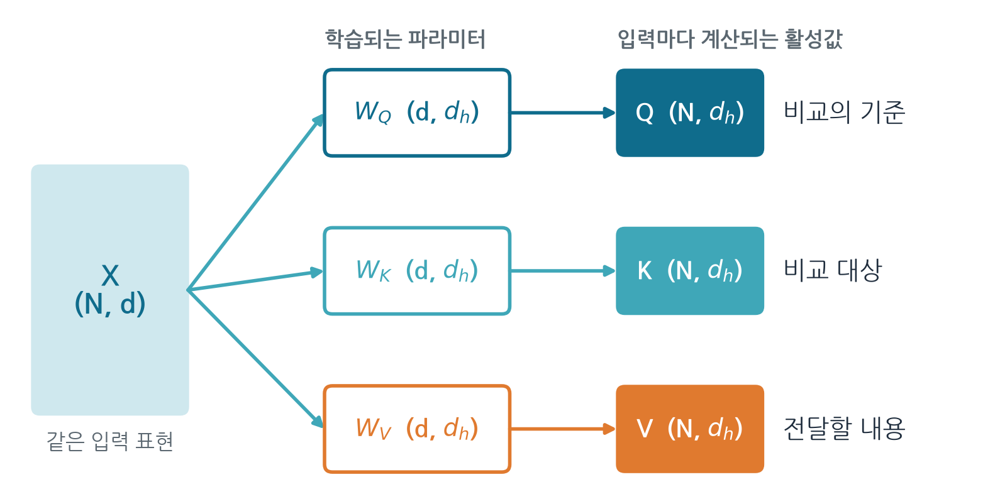 학습되는 파라미터
입력마다 계산되는 활성값
W_Q (d, d_h)
Q (N, d_h)
비교의 기준
X
(N, d)
W_K (d, d_h)
K (N, d_h)
비교 대상
W_V (d, d_h)
V (N, d_h)
전달할 내용
같은 입력 표현